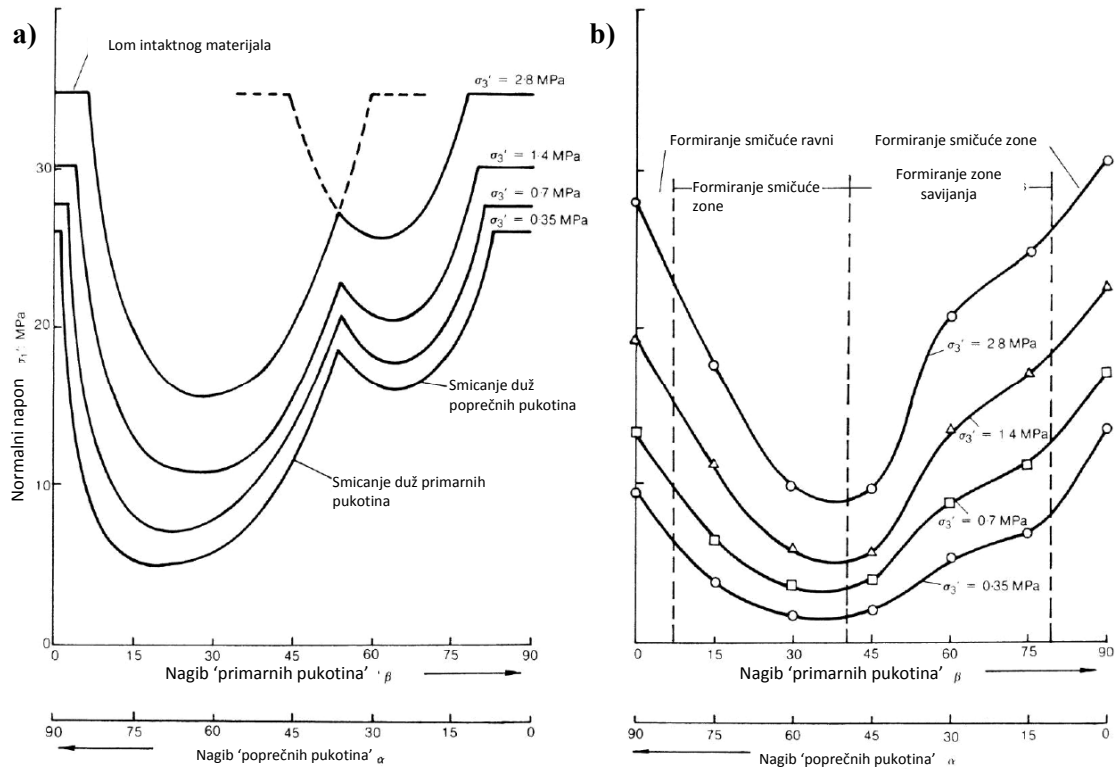 a)
Lom intaktnog materijala
σ₃' = 2·8 MPa
σ₃' = 1·4 MPa
σ₃' = 0·7 MPa
σ₃' = 0·35 MPa
30
20
10
0
Normalni napon σ₁': MPa
Smicanje duž
poprečnih pukotina
Smicanje duž primarnih
pukotina
0 15 30 45 60 75 90
Nagib ‘primarnih pukotina’ ' β
90 75 60 45 30 15 0
Nagib ‘poprečnih pukotina’ α
b)
Formiranje smičuće ravni
Formiranje smičuće zone
Formiranje smičuće
zone
Formiranje zone
savijanja
σ₃' = 2·8 MPa
σ₃' = 1·4 MPa
σ₃' = 0·7 MPa
σ₃' = 0·35 MPa
0 15 30 45 60 75 90
Nagib ‘primarnih pukotina’ β
90 75 60 45 30 15 0
Nagib ‘poprečnih pukotina’ α